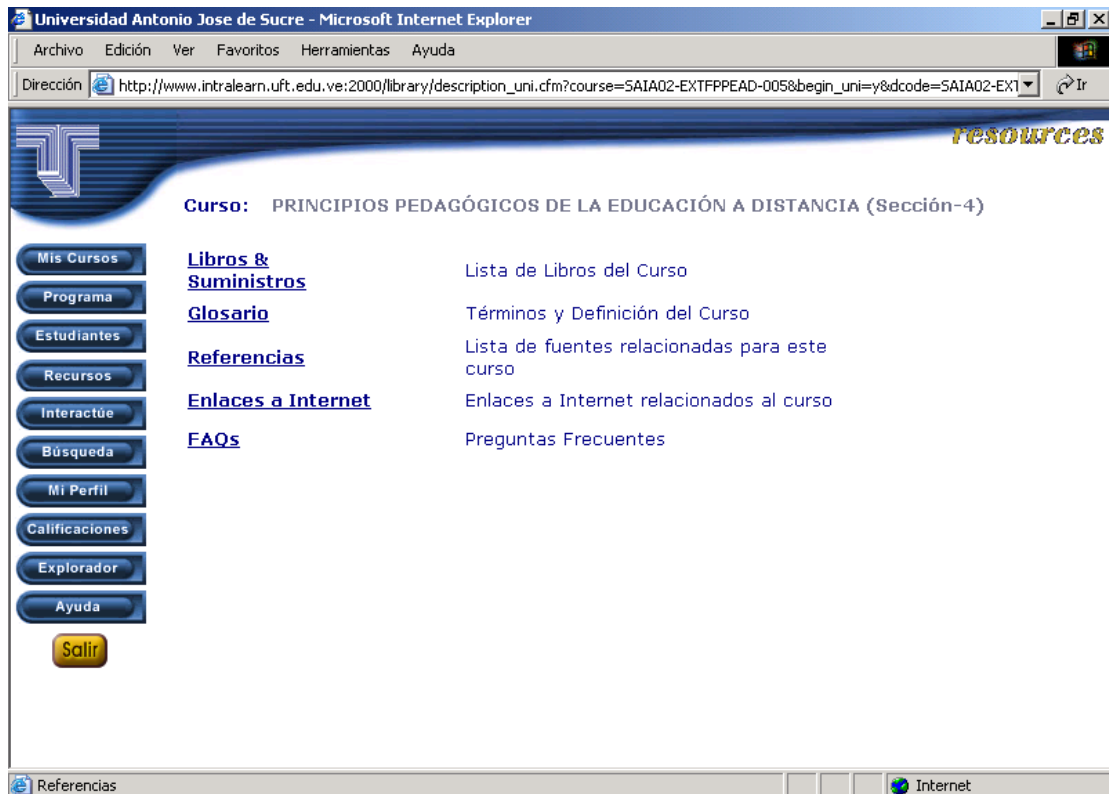 Universidad Antonio Jose de Sucre - Microsoft Internet Explorer
Archivo Edición Ver Favoritos Herramientas Ayuda
Dirección http://www.intralearn.uft.edu.ve:2000/library/description_uni.cfm?course=SAIA02-EXTFPPEAD-005&begin_uni=y&dcode=SAIA02-EXT Ir
resources
Curso: PRINCIPIOS PEDAGÓGICOS DE LA EDUCACIÓN A DISTANCIA (Sección-4)
Mis Cursos
Programa
Estudiantes
Recursos
Interactúe
Búsqueda
Mi Perfil
Calificaciones
Explorador
Ayuda
Salir
Libros &
Suministros
Lista de Libros del Curso
Glosario
Términos y Definición del Curso
Referencias
Lista de fuentes relacionadas para este
curso
Enlaces a Internet
Enlaces a Internet relacionados al curso
FAQs
Preguntas Frecuentes
Referencias
Internet